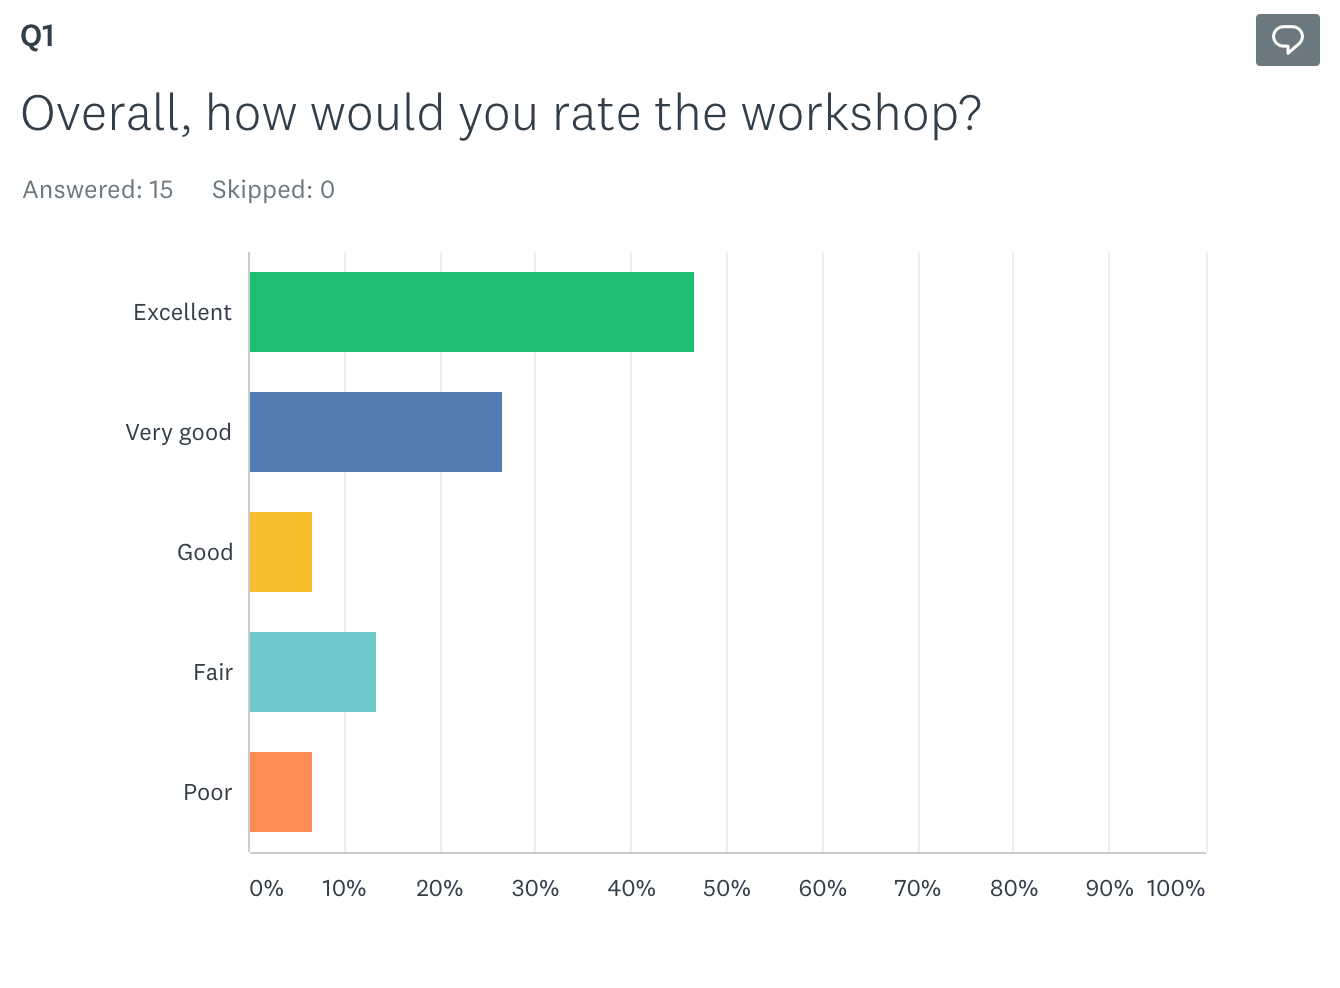 Q1
Overall, how would you rate the workshop?
Answered: 15 Skipped: 0
Excellent
Very good
Good
Fair
Poor
0% 10% 20% 30% 40% 50% 60% 70% 80% 90% 100%